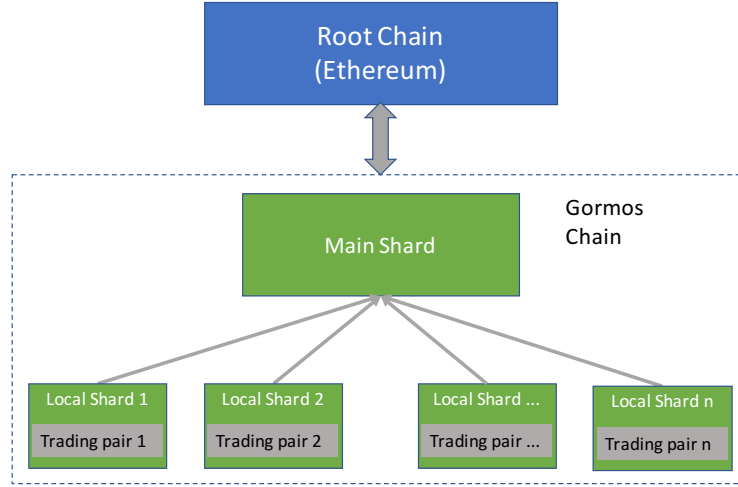 Root Chain
(Ethereum)
Gormos
Chain
Main Shard
Local Shard 1
Local Shard 2
Local Shard ...
Local Shard n
Trading pair 1
Trading pair 2
Trading pair ...
Trading pair n